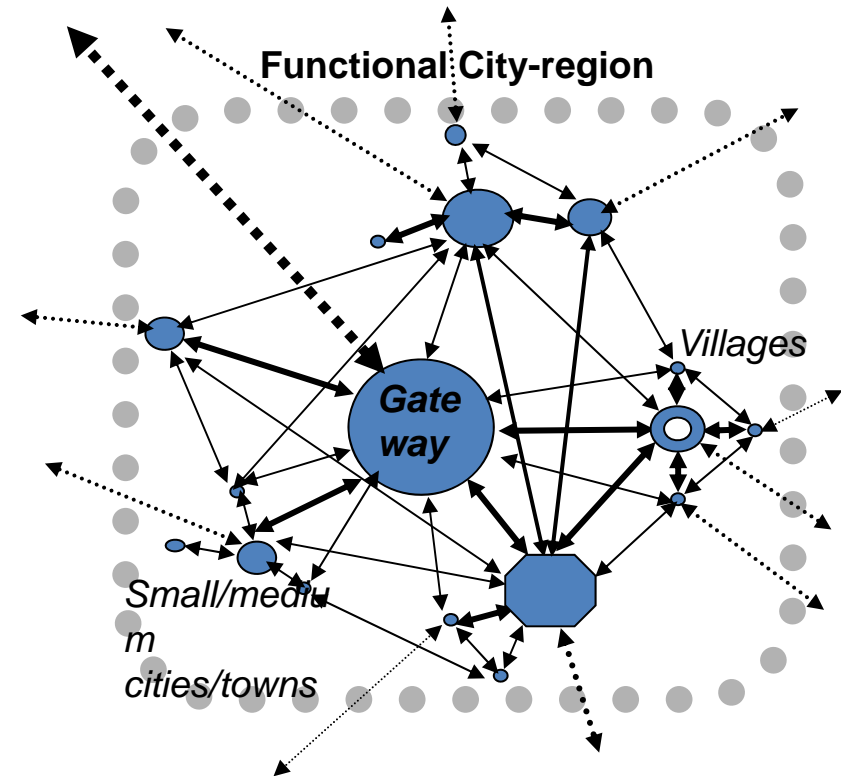 Functional City-region
Villages
Gate
way
Small/mediu
m
cities/towns